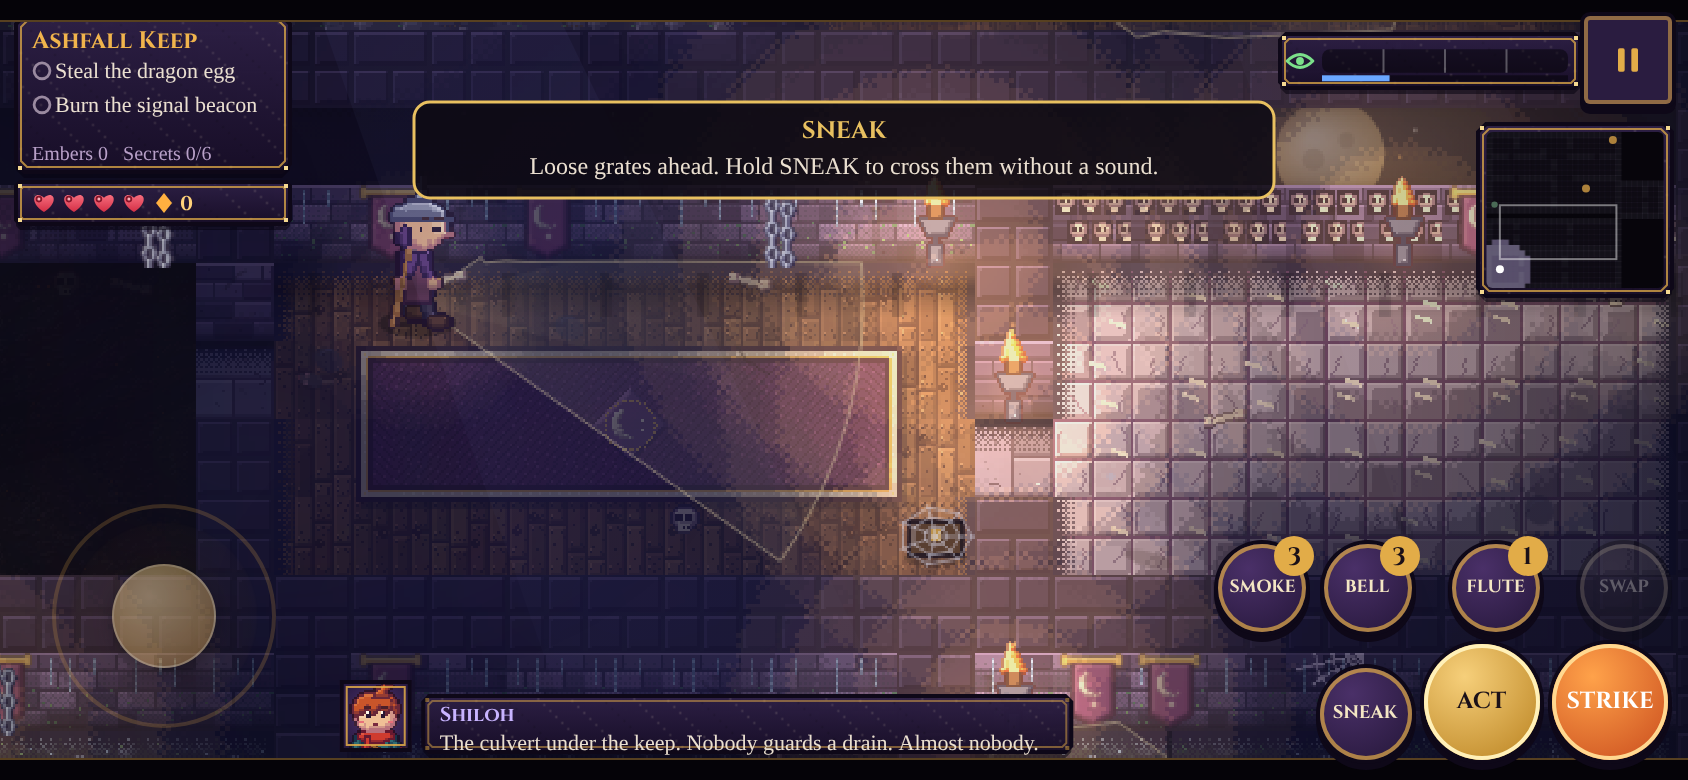 Ashfall Keep
Steal the dragon egg
Burn the signal beacon
Embers 0 Secrets 0/6
0
SNEAK
Loose grates ahead. Hold SNEAK to cross them without a sound.
3
3
1
SMOKE
BELL
FLUTE
SWAP
SNEAK
ACT
STRIKE
Shiloh
The culvert under the keep. Nobody guards a drain. Almost nobody.